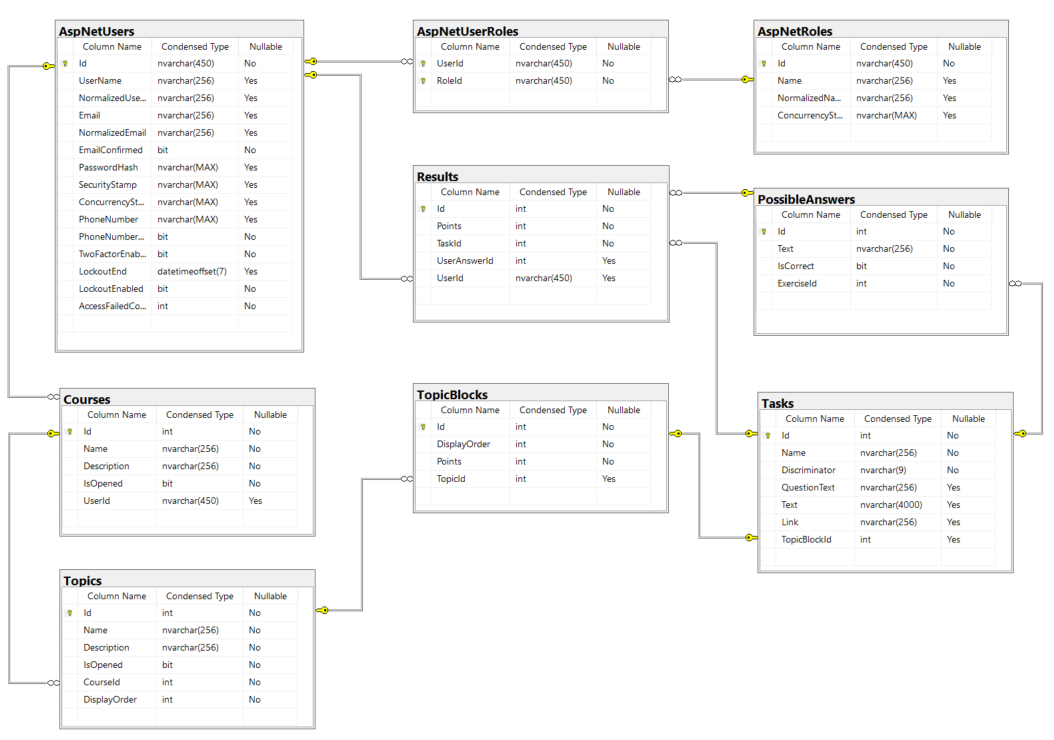 AspNetUsers
Column Name Condensed Type Nullable
Id nvarchar(450) No
UserName nvarchar(256) Yes
NormalizedUse... nvarchar(256) Yes
Email nvarchar(256) Yes
NormalizedEmail nvarchar(256) Yes
EmailConfirmed bit No
PasswordHash nvarchar(MAX) Yes
SecurityStamp nvarchar(MAX) Yes
ConcurrencySt... nvarchar(MAX) Yes
PhoneNumber nvarchar(MAX) Yes
PhoneNumber... bit No
TwoFactorEnab... bit No
LockoutEnd datetimeoffset(7) Yes
LockoutEnabled bit No
AccessFailedCo... int No
AspNetUserRoles
Column Name Condensed Type Nullable
UserId nvarchar(450) No
RoleId nvarchar(450) No
AspNetRoles
Column Name Condensed Type Nullable
Id nvarchar(450) No
Name nvarchar(256) Yes
NormalizedNa... nvarchar(256) Yes
ConcurrencySt... nvarchar(MAX) Yes
Results
Column Name Condensed Type Nullable
Id int No
Points int No
TaskId int No
UserAnswerId int Yes
UserId nvarchar(450) Yes
PossibleAnswers
Column Name Condensed Type Nullable
Id int No
Text nvarchar(256) No
IsCorrect bit No
ExerciseId int No
Courses
Column Name Condensed Type Nullable
Id int No
Name nvarchar(256) No
Description nvarchar(256) No
IsOpened bit No
UserId nvarchar(450) Yes
TopicBlocks
Column Name Condensed Type Nullable
Id int No
DisplayOrder int No
Points int No
TopicId int Yes
Tasks
Column Name Condensed Type Nullable
Id int No
Name nvarchar(256) No
Discriminator nvarchar(9) No
QuestionText nvarchar(256) Yes
Text nvarchar(4000) Yes
Link nvarchar(256) Yes
TopicBlockId int Yes
Topics
Column Name Condensed Type Nullable
Id int No
Name nvarchar(256) No
Description nvarchar(256) No
IsOpened bit No
CourseId int No
DisplayOrder int No